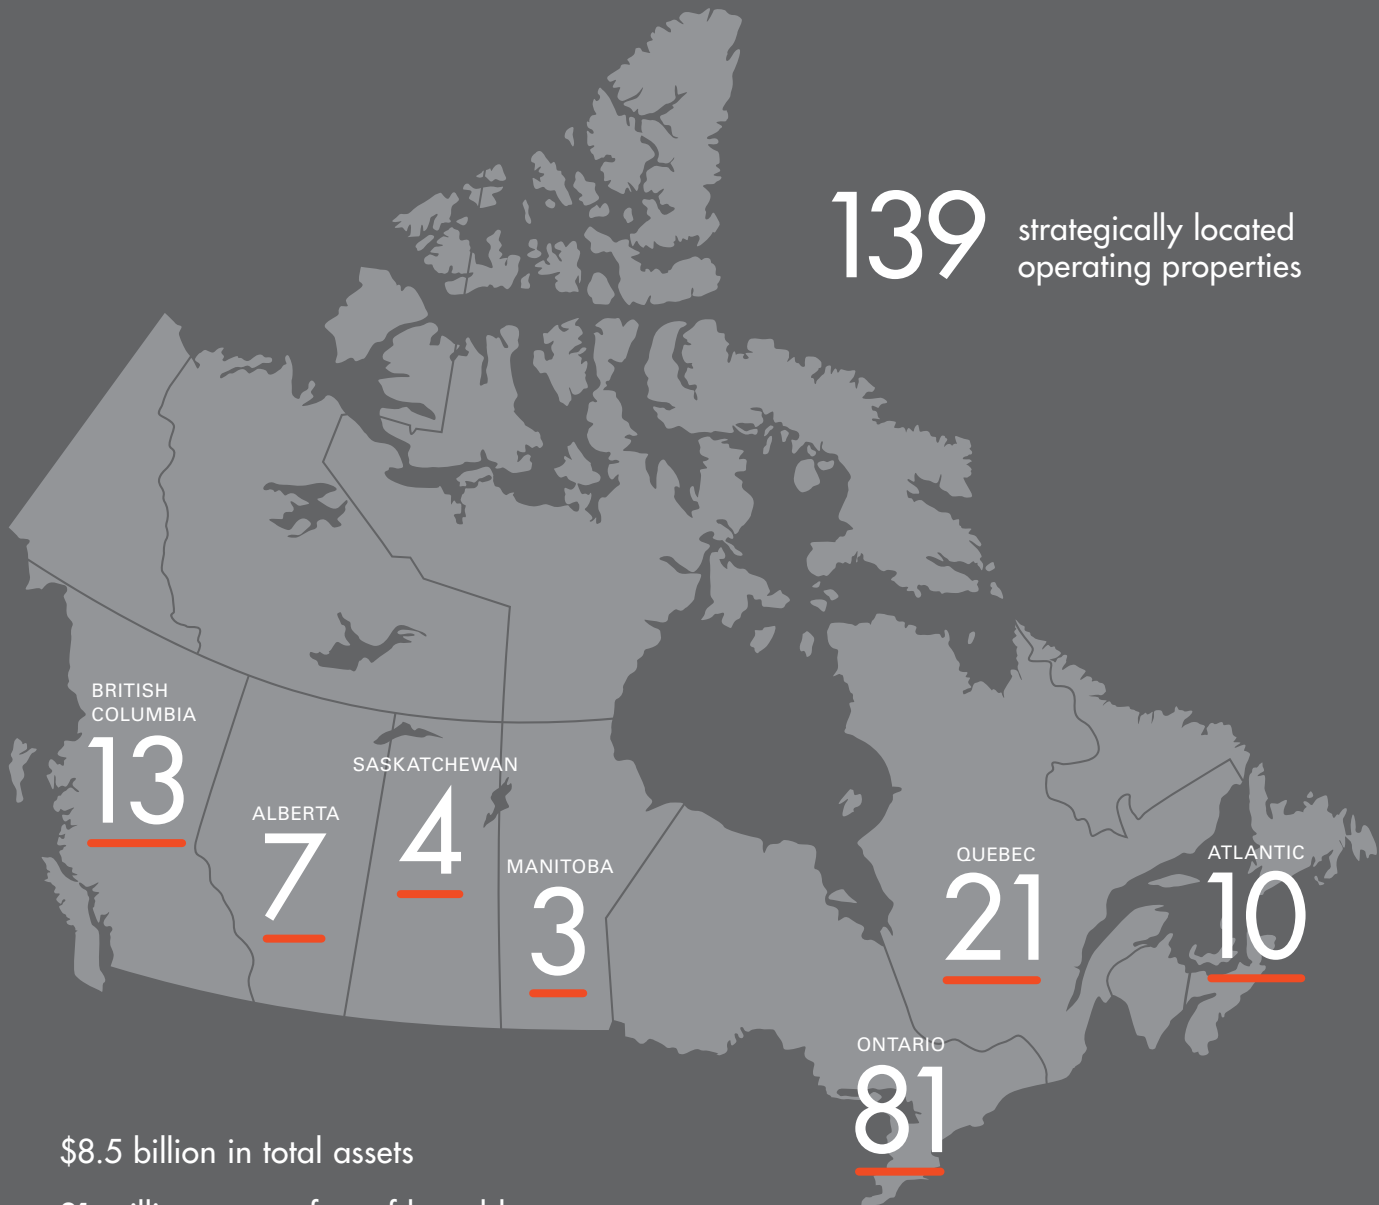 139
strategically located
operating properties
BRITISH
COLUMBIA
13
ALBERTA
7
SASKATCHEWAN
4
MANITOBA
3
QUEBEC
21
ATLANTIC
10
ONTARIO
81
$8.5 billion in total assets